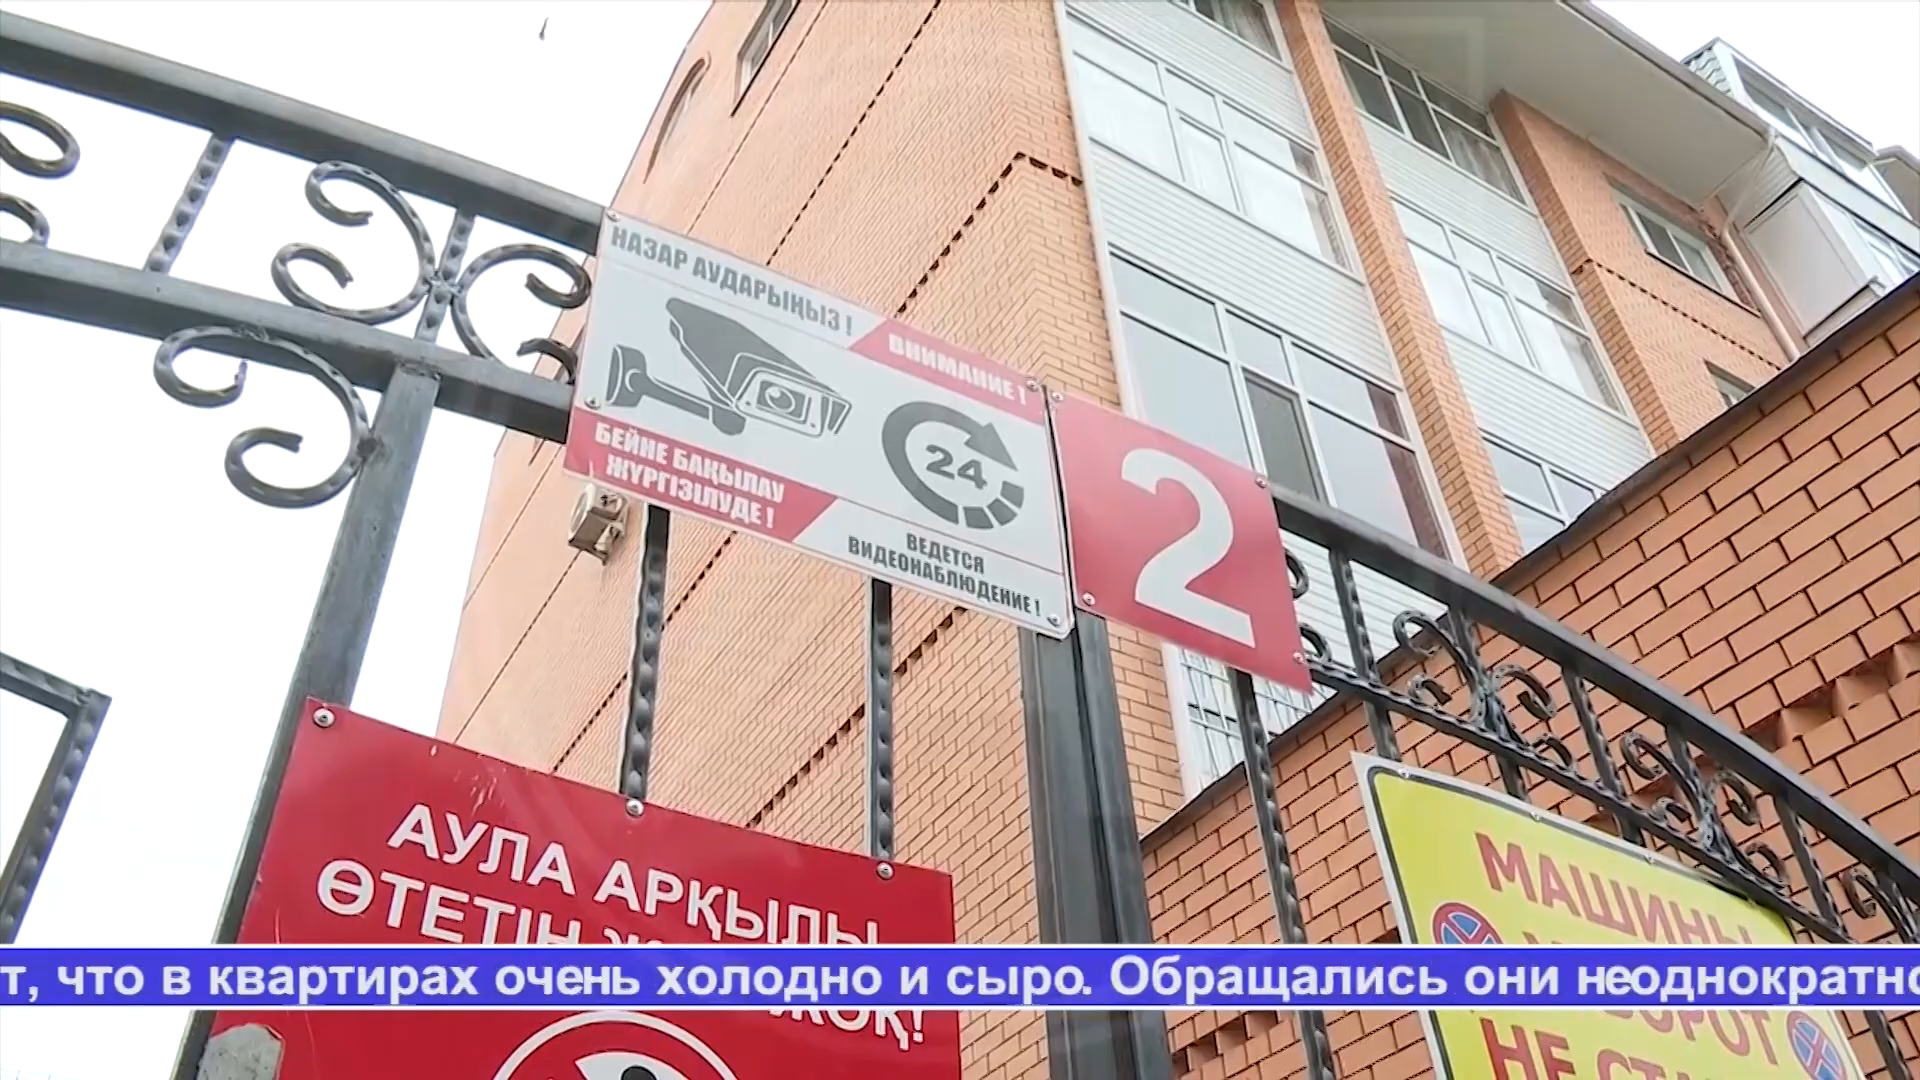 НАЗАР АУДАРЫҢЫЗ !
ВНИМАНИЕ !
24
БЕЙНЕ БАҚЫЛАУ
ЖҮРГІЗІЛУДЕ !
ВЕДЕТСЯ
ВИДЕОНАБЛЮДЕНИЕ !
2
АУЛА АРҚЫЛЫ
ӨТЕТІН
ЖОҚ!
МАШИНЫ
НЕ
т, что в квартирах очень холодно и сыро. Обращались они неоднократно